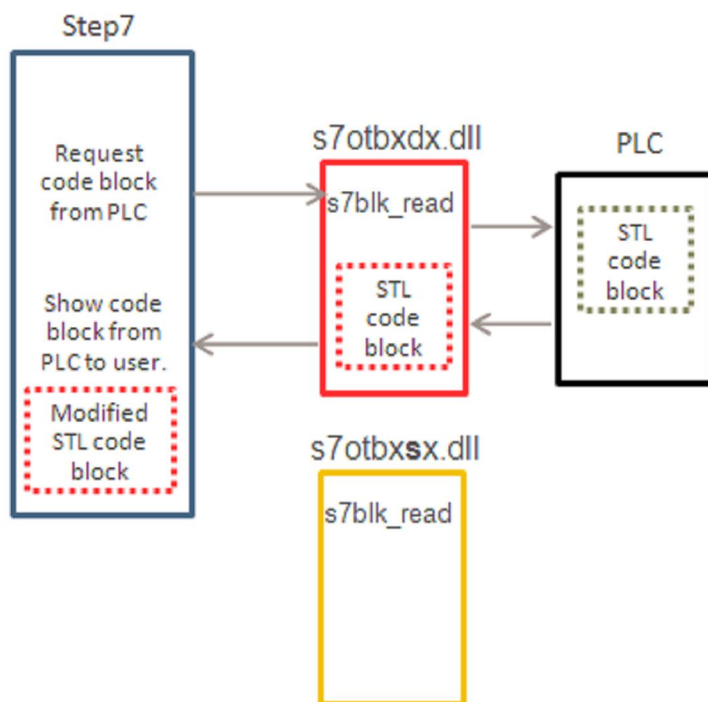 Step7
Request
code block
from PLC
Show code
block from
PLC to user.
Modified
STL code
block
s7otbxdx.dll
s7blk_read
STL
code
block
PLC
STL
code
block
s7otbxsx.dll
s7blk_read